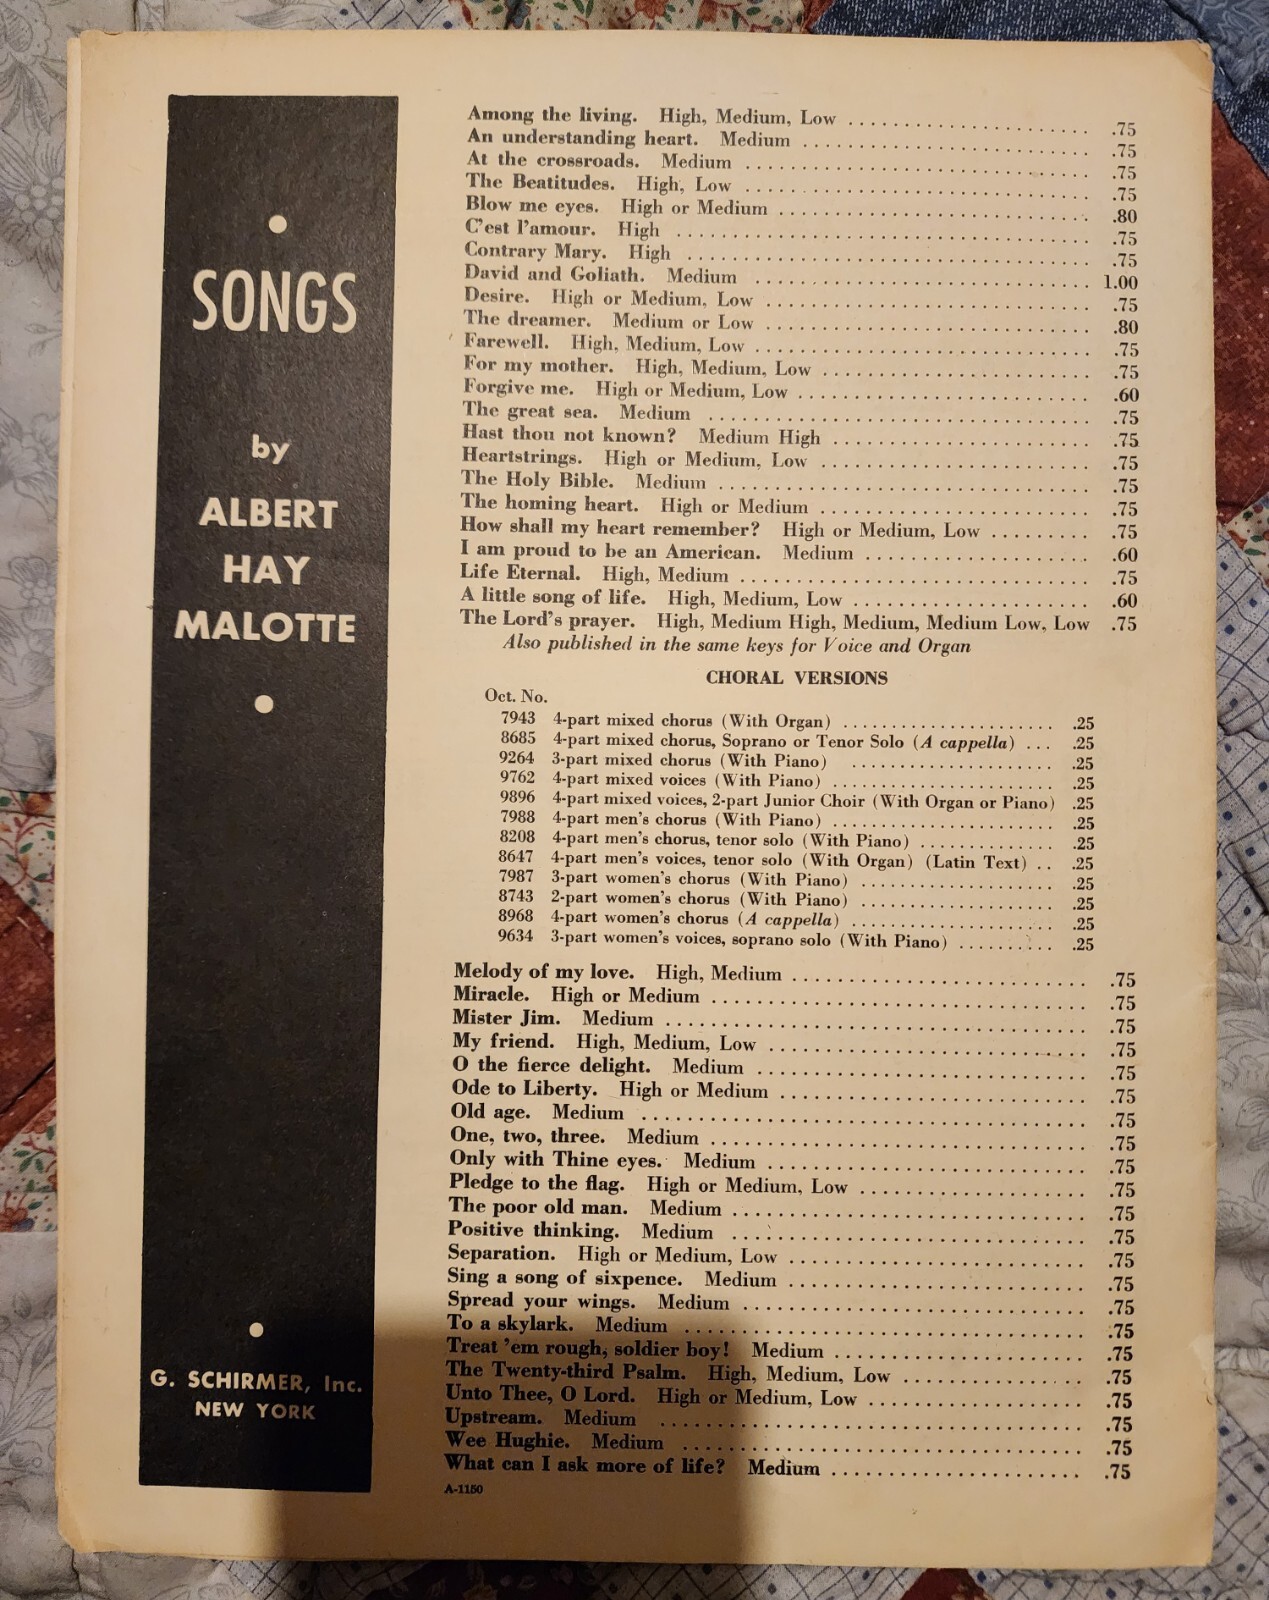 SONGS
by
ALBERT
HAY
MALOTTE
G. SCHIRMER, Inc.
NEW YORK
Among the living. High, Medium, Low .75
An understanding heart. Medium .75
At the crossroads. Medium .75
The Beatitudes. High, Low .75
Blow me eyes. High or Medium .80
C'est l'amour. High .75
Contrary Mary. High .75
David and Goliath. Medium 1.00
Desire. High or Medium, Low .75
The dreamer. Medium or Low .80
Farewell. High, Medium, Low .75
For my mother. High, Medium, Low .75
Forgive me. High or Medium, Low .60
The great sea. Medium .75
Hast thou not known? Medium High .75
Heartstrings. High or Medium, Low .75
The Holy Bible. Medium .75
The homing heart. High or Medium .75
How shall my heart remember? High or Medium, Low .75
I am proud to be an American. Medium .60
Life Eternal. High, Medium .75
A little song of life. High, Medium, Low .60
The Lord's prayer. High, Medium High, Medium, Medium Low, Low .75
Also published in the same keys for Voice and Organ
CHORAL VERSIONS
Oct. No.
7943 4-part mixed chorus (With Organ) .25
8685 4-part mixed chorus, Soprano or Tenor Solo (A cappella) .25
9264 3-part mixed chorus (With Piano) .25
9762 4-part mixed voices (With Piano) .25
9896 4-part mixed voices, 2-part Junior Choir (With Organ or Piano) .25
7988 4-part men's chorus (With Piano) .25
8208 4-part men's chorus, tenor solo (With Piano) .25
8647 4-part men's voices, tenor solo (With Organ) (Latin Text) .25
7987 3-part women's chorus (With Piano) .25
8743 2-part women's chorus (With Piano) .25
8968 4-part women's chorus (A cappella) .25
9634 3-part women's voices, soprano solo (With Piano) .25
Melody of my love. High, Medium .75
Miracle. High or Medium .75
Mister Jim. Medium .75
My friend. High, Medium, Low .75
O the fierce delight. Medium .75
Ode to Liberty. High or Medium .75
Old age. Medium .75
One, two, three. Medium .75
Only with Thine eyes. Medium .75
Pledge to the flag. High or Medium, Low .75
The poor old man. Medium .75
Positive thinking. Medium .75
Separation. High or Medium, Low .75
Sing a song of sixpence. Medium .75
Spread your wings. Medium .75
To a skylark. Medium .75
Treat 'em rough, soldier boy! Medium .75
The Twenty-third Psalm. High, Medium, Low .75
Unto Thee, O Lord. High or Medium, Low .75
Upstream. Medium .75
Wee Hughie. Medium .75
What can I ask more of life? Medium .75
A-1150